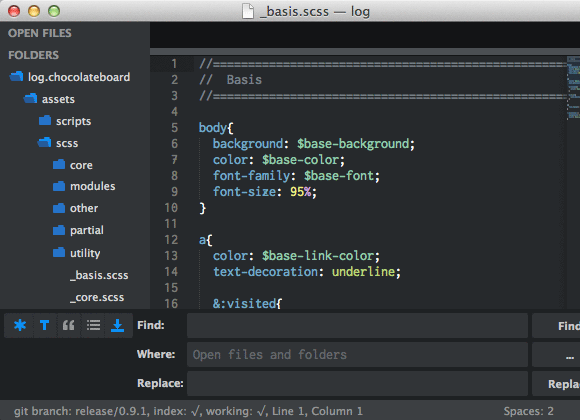 _basis.scss — log
OPEN FILES
FOLDERS
log.chocolateboard
assets
scripts
scss
core
modules
other
partial
utility
_basis.scss
_core.scss
1 //==================================================
2 //  Basis
3 //==================================================
4
5 body{
6   background: $base-background;
7   color: $base-color;
8   font-family: $base-font;
9   font-size: 95%;
10 }
11
12 a{
13   color: $base-link-color;
14   text-decoration: underline;
15
16   &:visited{
Find:
Find
Where: Open files and folders
...
Replace:
Replac
git branch: release/0.9.1, index: ✓, working: ✓, Line 1, Column 1
Spaces: 2